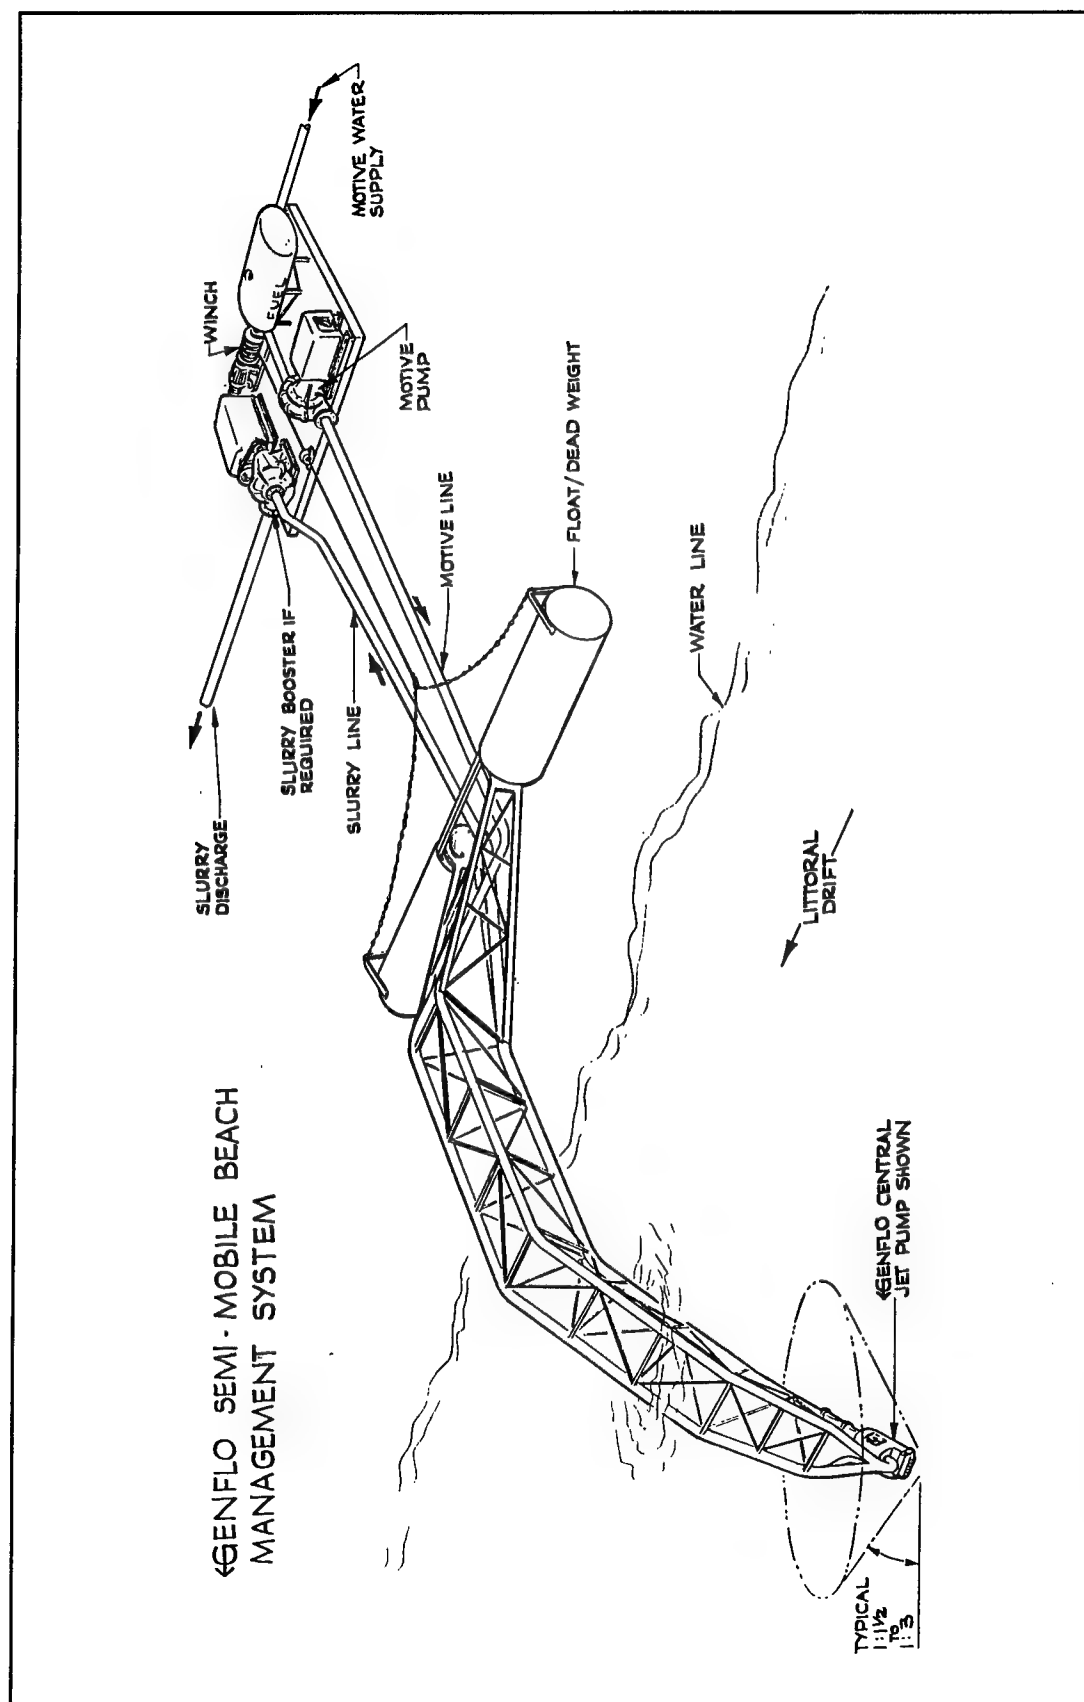 GENFLO SEMI-MOBILE BEACH
MANAGEMENT SYSTEM
SLURRY
DISCHARGE
SLURRY BOOSTER IF
REQUIRED
SLURRY LINE
WINCH
FUEL
MOTIVE WATER
SUPPLY
MOTIVE
PUMP
MOTIVE LINE
FLOAT/DEAD WEIGHT
WATER LINE
LITTORAL
DRIFT
GENFLO CENTRAL
JET PUMP SHOWN
TYPICAL
1:1½
TO
1:3